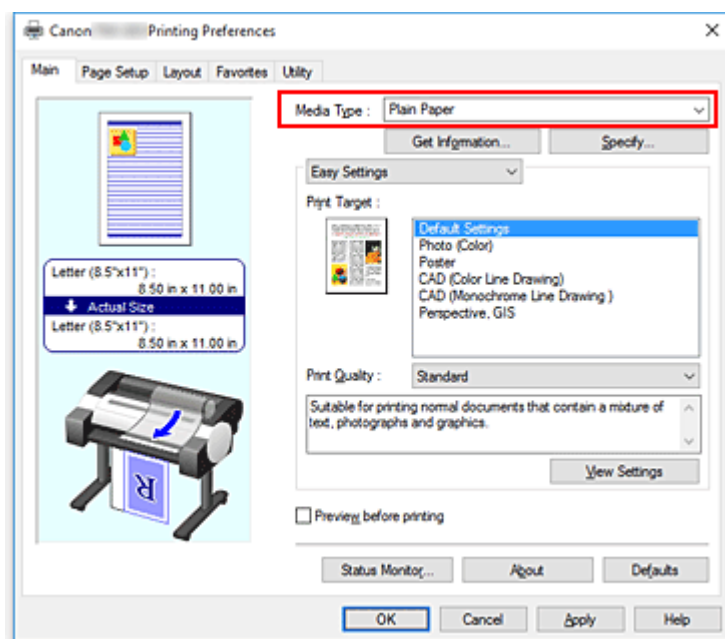 Canon Printing Preferences
Main Page Setup Layout Favorites Utility
Media Type : Plain Paper
Get Information... Specify...
Easy Settings
Print Target :
Default Settings
Photo (Color)
Poster
CAD (Color Line Drawing)
CAD (Monochrome Line Drawing )
Perspective, GIS
Letter (8.5"x11") :
8.50 in x 11.00 in
Actual Size
Letter (8.5"x11") :
8.50 in x 11.00 in
R
Print Quality : Standard
Suitable for printing normal documents that contain a mixture of
text, photographs and graphics.
View Settings
Preview before printing
Status Monitor... About Defaults
OK Cancel Apply Help